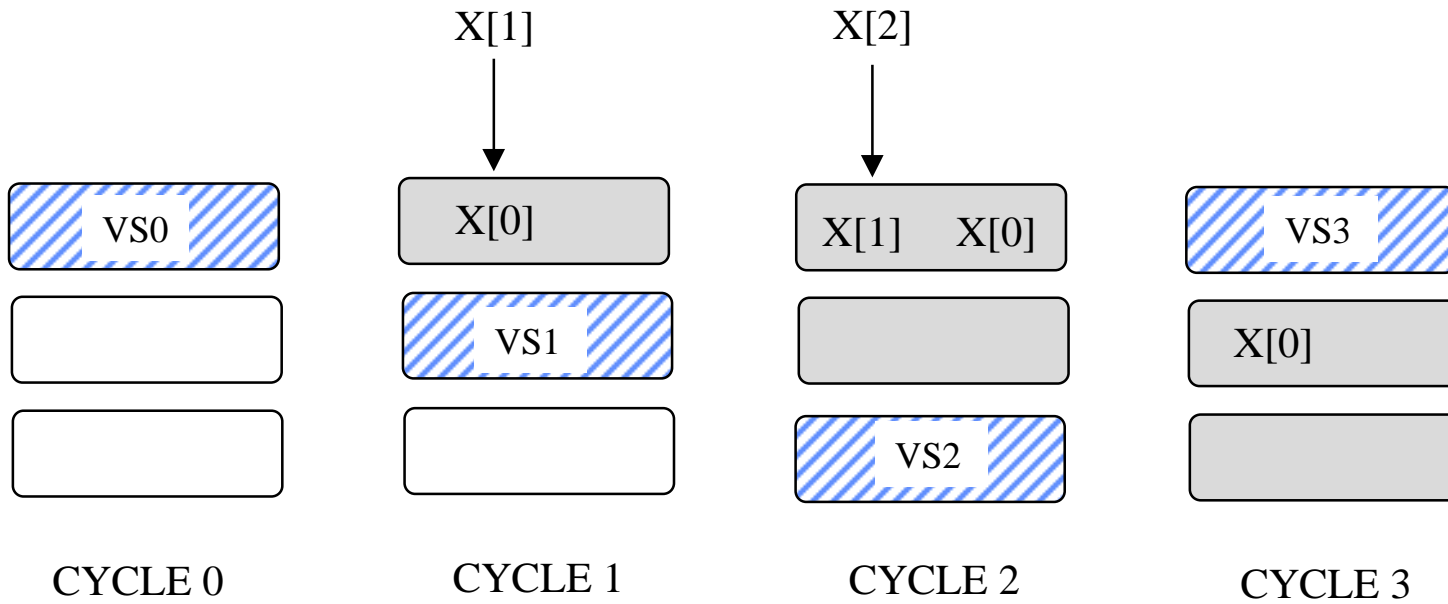 X[1] X[2]
VS0 X[0] X[1] X[0] VS3
VS1 X[0]
VS2
CYCLE 0 CYCLE 1 CYCLE 2 CYCLE 3